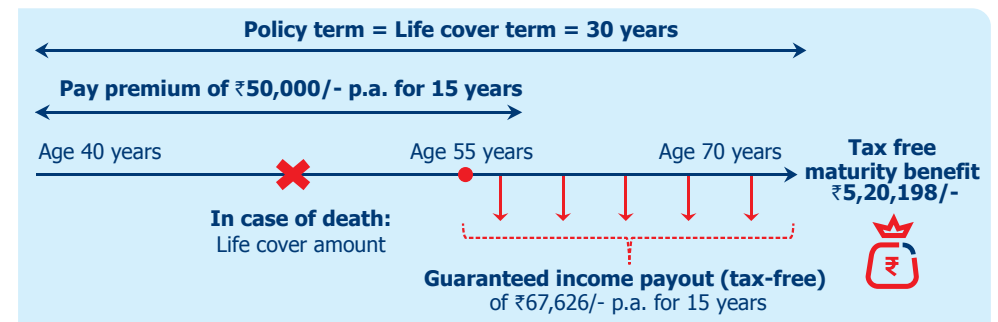 Policy term = Life cover term = 30 years
Pay premium of ₹50,000/- p.a. for 15 years
Age 40 years
Age 55 years
Age 70 years
Tax free
maturity benefit
₹5,20,198/-
In case of death:
Life cover amount
₹
Guaranteed income payout (tax-free)
of ₹67,626/- p.a. for 15 years